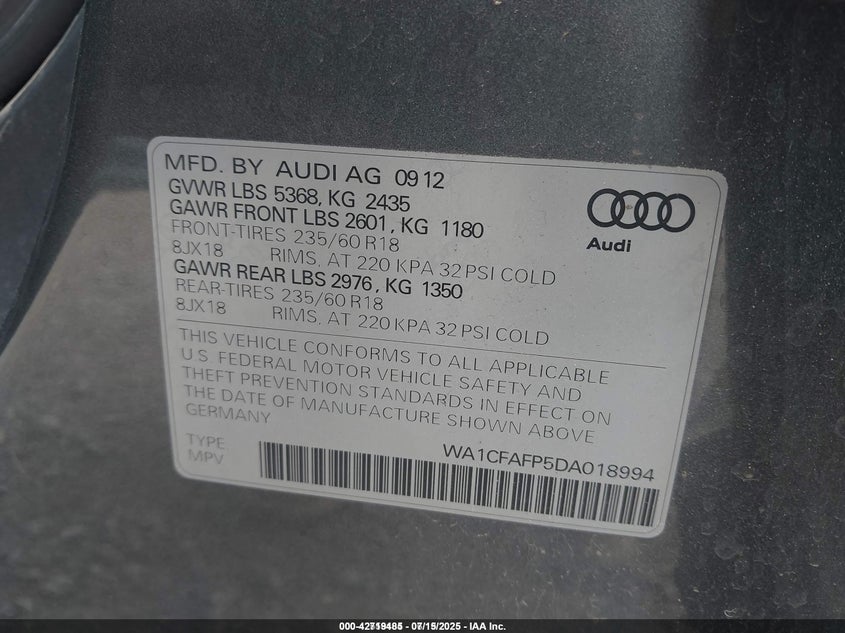 MFD. BY AUDI AG 09 12
GVWR LBS 5368, KG 2435
GAWR FRONT LBS 2601, KG 1180
FRONT-TIRES 235/60 R18
8JX18 RIMS, AT 220 KPA 32 PSI COLD
GAWR REAR LBS 2976, KG 1350
REAR-TIRES 235/60 R18
8JX18 RIMS, AT 220 KPA 32 PSI COLD
Audi
THIS VEHICLE CONFORMS TO ALL APPLICABLE
U.S. FEDERAL MOTOR VEHICLE SAFETY AND
THEFT PREVENTION STANDARDS IN EFFECT ON
THE DATE OF MANUFACTURE SHOWN ABOVE
GERMANY
TYPE
MPV
WA1CFAFP5DA018994
07/15/2025 - IAA Inc.